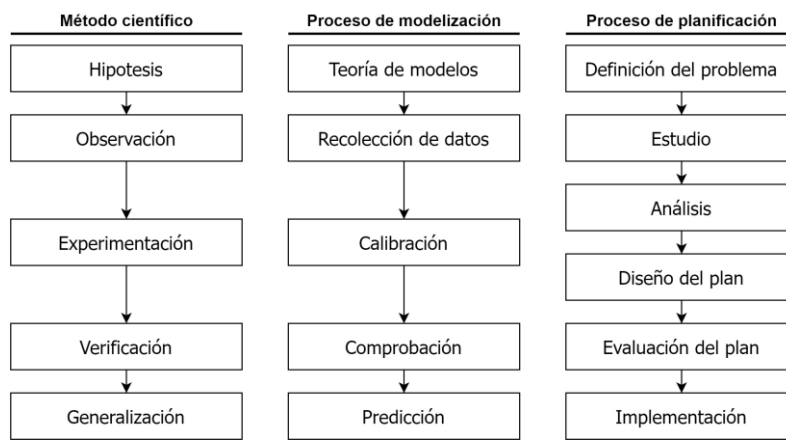 Método científico
Hipotesis
Observación
Experimentación
Verificación
Generalización
Proceso de modelización
Teoría de modelos
Recolección de datos
Calibración
Comprobación
Predicción
Proceso de planificación
Definición del problema
Estudio
Análisis
Diseño del plan
Evaluación del plan
Implementación